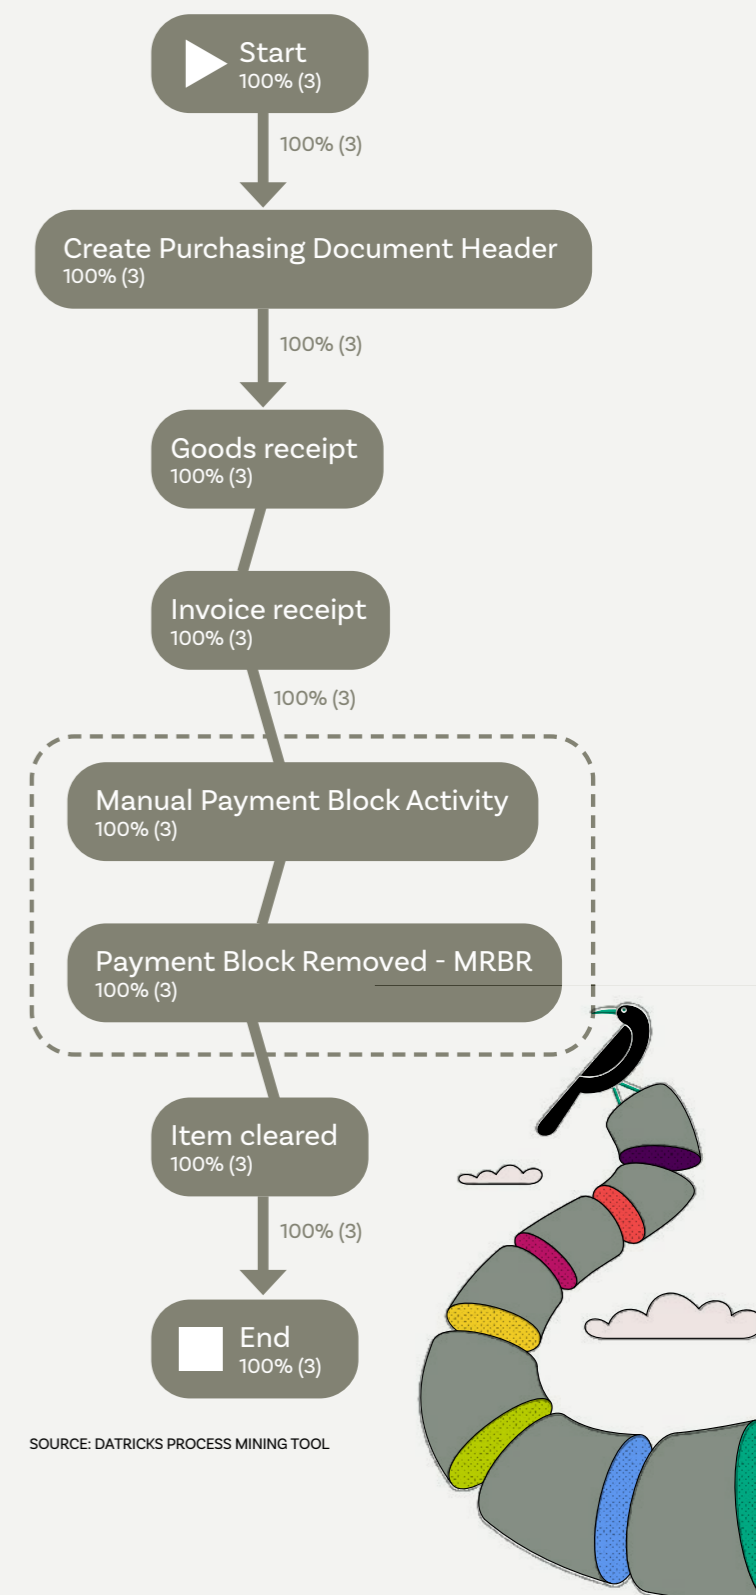 Start
100% (3)
100% (3)
Create Purchasing Document Header
100% (3)
100% (3)
Goods receipt
100% (3)
Invoice receipt
100% (3)
100% (3)
Manual Payment Block Activity
100% (3)
Payment Block Removed - MRBR
100% (3)
Item cleared
100% (3)
100% (3)
End
100% (3)
SOURCE: DATRICKS PROCESS MINING TOOL